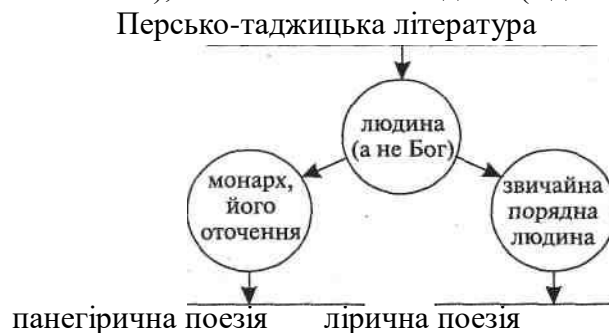 Персько-таджицька література
людина
(а не Бог)
монарх,
його
оточення
звичайна
порядна
людина
панегірична поезія лірична поезія